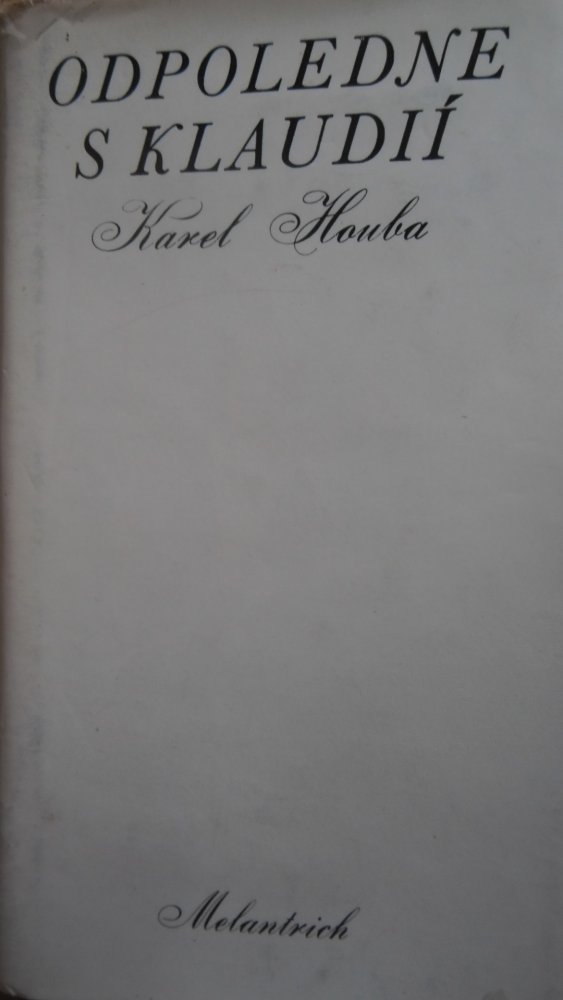 ODPOLEDNE
S KLAUDIÍ
Karel Houba
Melantrich